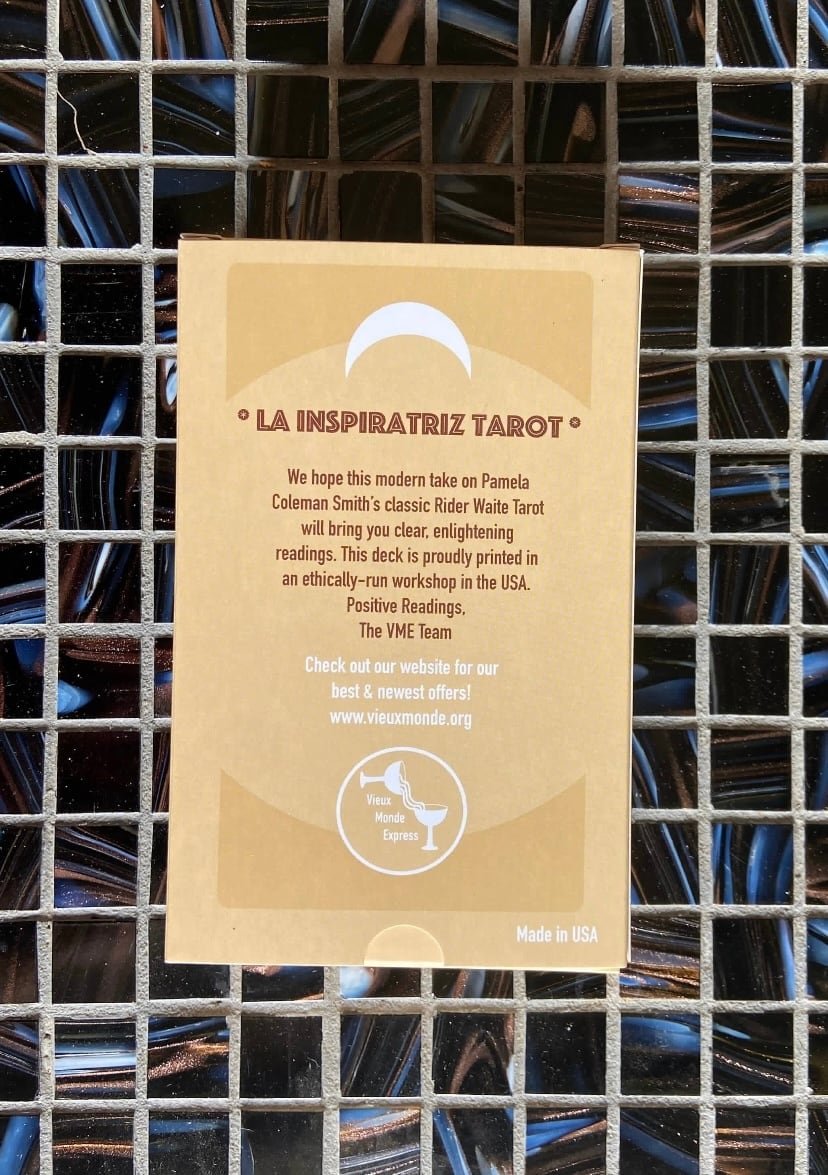 * LA INSPIRATRIZ TAROT *
We hope this modern take on Pamela
Coleman Smith's classic Rider Waite Tarot
will bring you clear, enlightening
readings. This deck is proudly printed in
an ethically-run workshop in the USA.
Positive Readings,
The VME Team
Check out our website for our
best & newest offers!
www.vieuxmonde.org
Vieux
Monde
Express
Made in USA